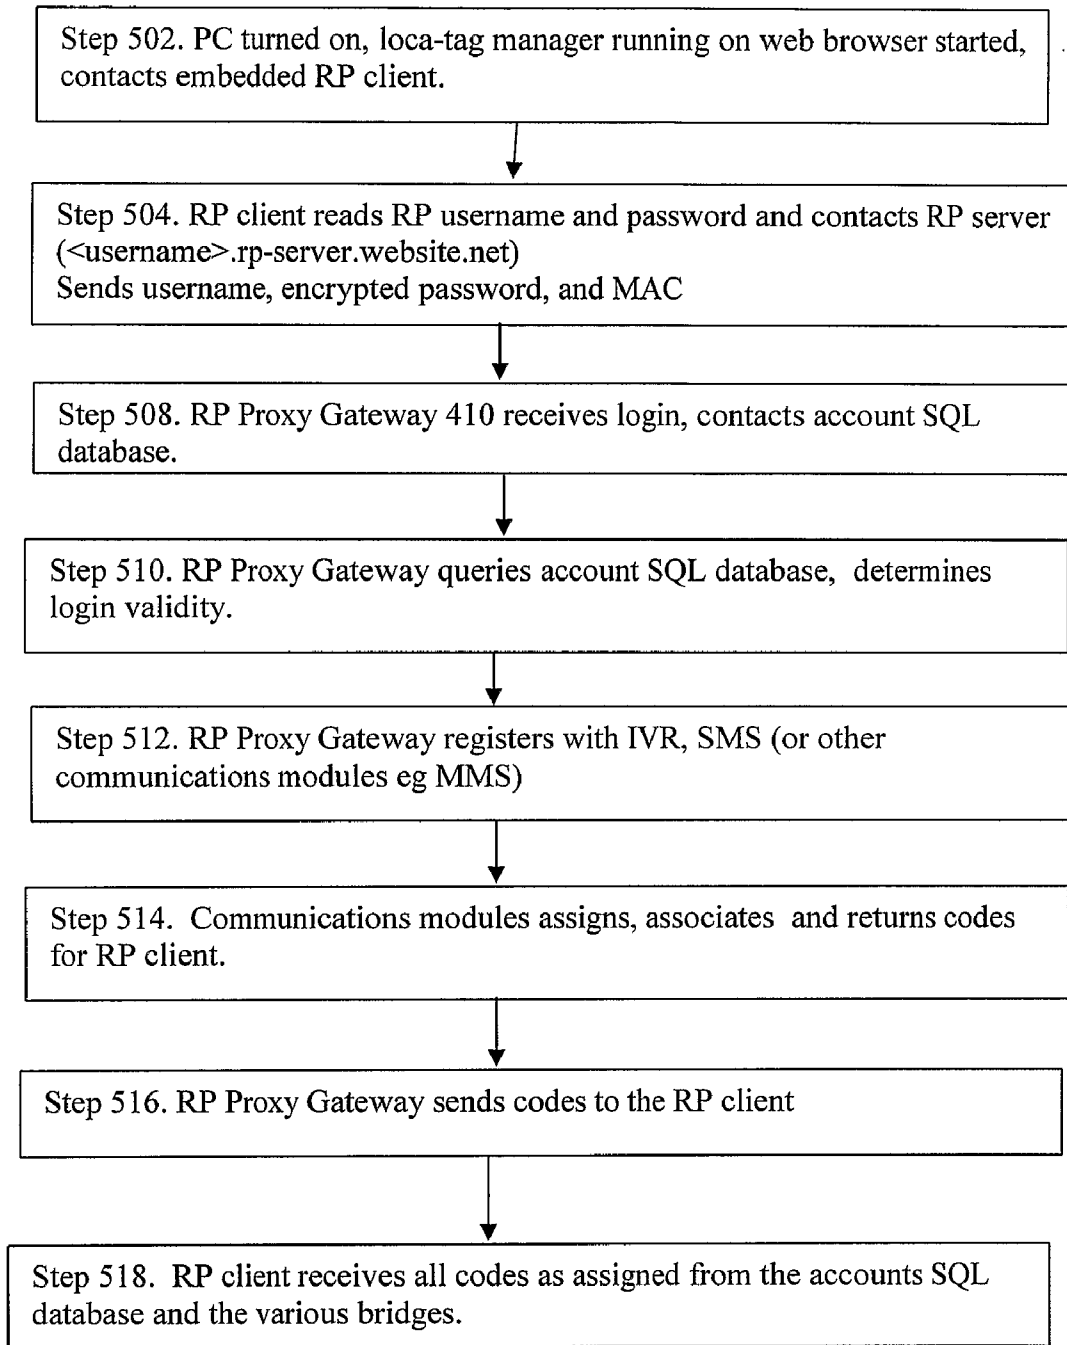 Step 502. PC turned on, loca-tag manager running on web browser started,
contacts embedded RP client.
Step 504. RP client reads RP username and password and contacts RP server
(<username>.rp-server.website.net)
Sends username, encrypted password, and MAC
Step 508. RP Proxy Gateway 410 receives login, contacts account SQL
database.
Step 510. RP Proxy Gateway queries account SQL database, determines
login validity.
Step 512. RP Proxy Gateway registers with IVR, SMS (or other
communications modules eg MMS)
Step 514. Communications modules assigns, associates and returns codes
for RP client.
Step 516. RP Proxy Gateway sends codes to the RP client
Step 518. RP client receives all codes as assigned from the accounts SQL
database and the various bridges.